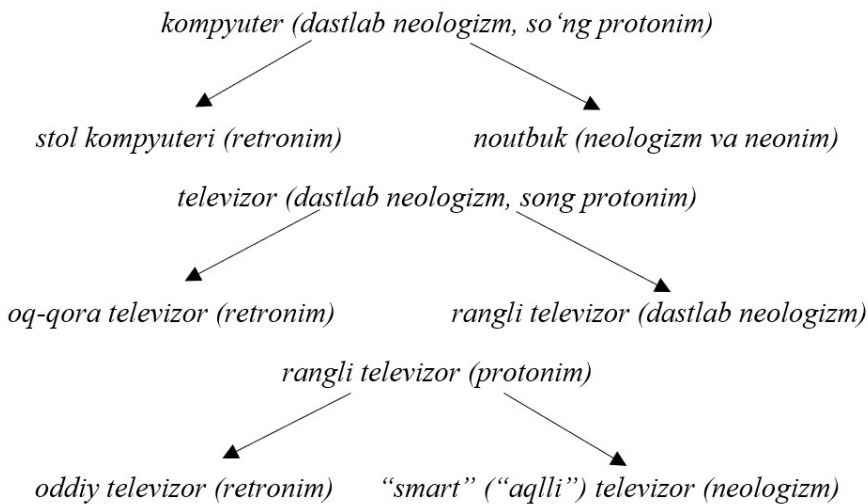 kompyuter (dastlab neologizm, so‘ng protonim)
stol kompyuteri (retronim) noutbuk (neologizm va neonim)
televizor (dastlab neologizm, song protonim)
oq-qora televizor (retronim) rangli televizor (dastlab neologizm)
rangli televizor (protonim)
oddiy televizor (retronim) “smart” (“aqlli”) televizor (neologizm)